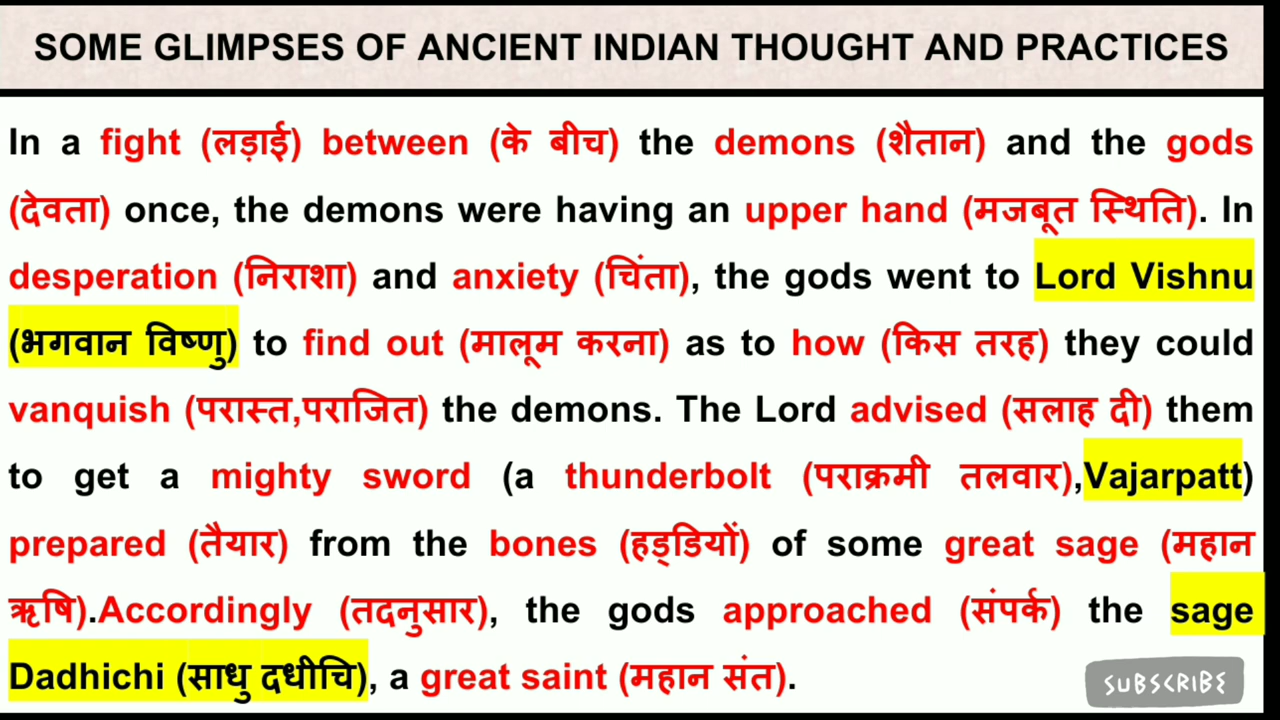 SOME GLIMPSES OF ANCIENT INDIAN THOUGHT AND PRACTICES
In a fight (लड़ाई) between (के बीच) the demons (शैतान) and the gods
(देवता) once, the demons were having an upper hand (मजबूत स्थिति). In
desperation (निराशा) and anxiety (चिंता), the gods went to Lord Vishnu
(भगवान विष्णु) to find out (मालूम करना) as to how (किस तरह) they could
vanquish (परास्त,पराजित) the demons. The Lord advised (सलाह दी) them
to get a mighty sword (a thunderbolt (पराक्रमी तलवार),Vajarpatt)
prepared (तैयार) from the bones (हड्डियों) of some great sage (महान
ऋषि).Accordingly (तदनुसार), the gods approached (संपर्क) the sage
Dadhichi (साधु दधीचि), a great saint (महान संत).
SUBSCRIBE